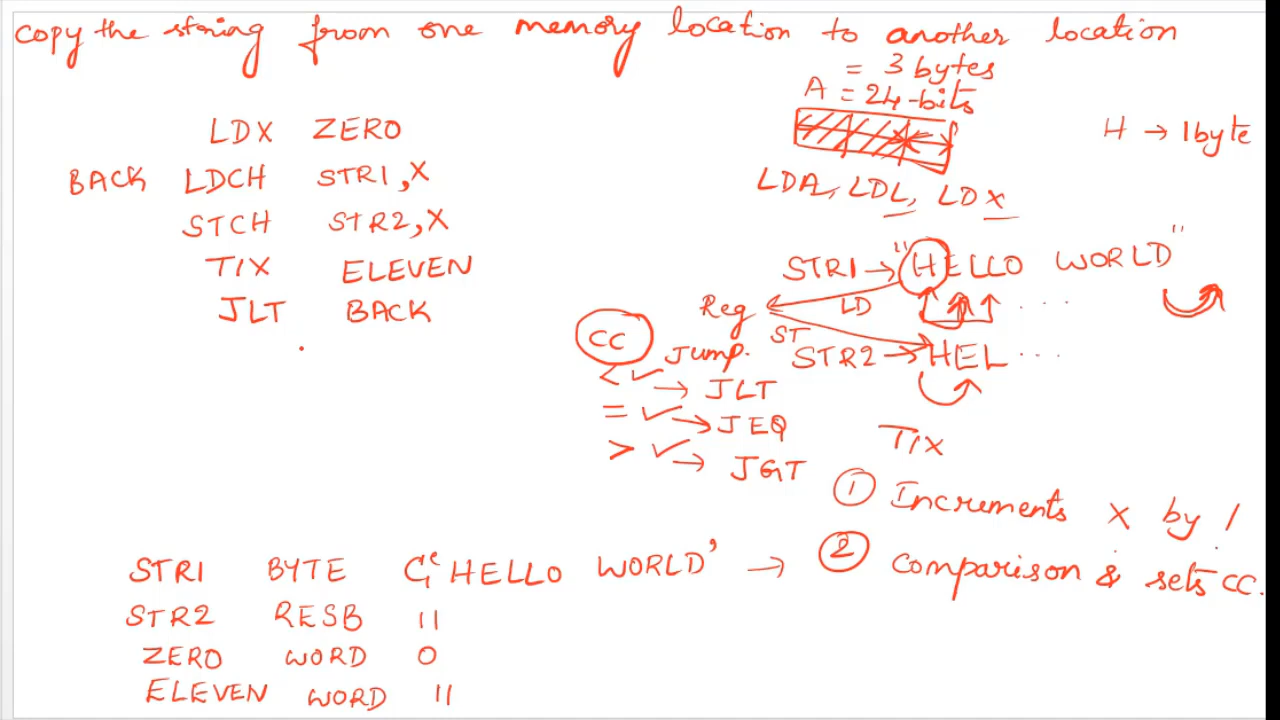 copy the string from one memory location to another location
= 3 bytes
A = 24-bits
H → 1byte
LDX ZERO
BACK LDCH STR1,X
STCH STR2,X
TIX ELEVEN
JLT BACK
LDA, LDL, LDX
STR1 → "HELLO WORLD"
Reg LD ...
CC
Jump. ST STR2 → HEL ...
< ✓ → JLT
= ✓ → JEQ
> ✓ → JGT
TIX
① Increments X by 1
② comparison & sets CC.
STR1 BYTE C'HELLO WORLD' →
STR2 RESB 11
ZERO WORD 0
ELEVEN WORD 11